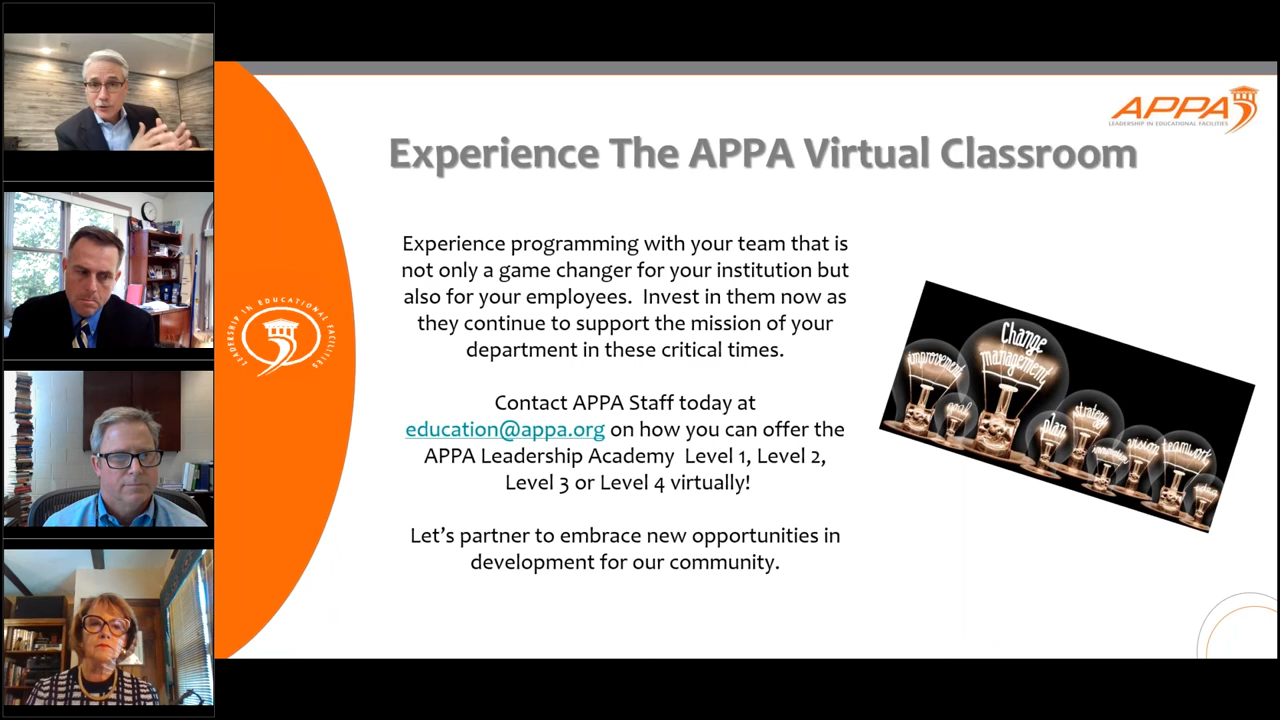 APPA
LEADERSHIP IN EDUCATIONAL FACILITIES
Experience The APPA Virtual Classroom
LEADERSHIP IN EDUCATIONAL FACILITIES
Experience programming with your team that is
not only a game changer for your institution but
also for your employees.  Invest in them now as
they continue to support the mission of your
department in these critical times.
Contact APPA Staff today at
education@appa.org on how you can offer the
APPA Leadership Academy  Level 1, Level 2,
Level 3 or Level 4 virtually!
Let's partner to embrace new opportunities in
development for our community.
improvement
goal
Change
management
plan
strategy
vision
teamwork